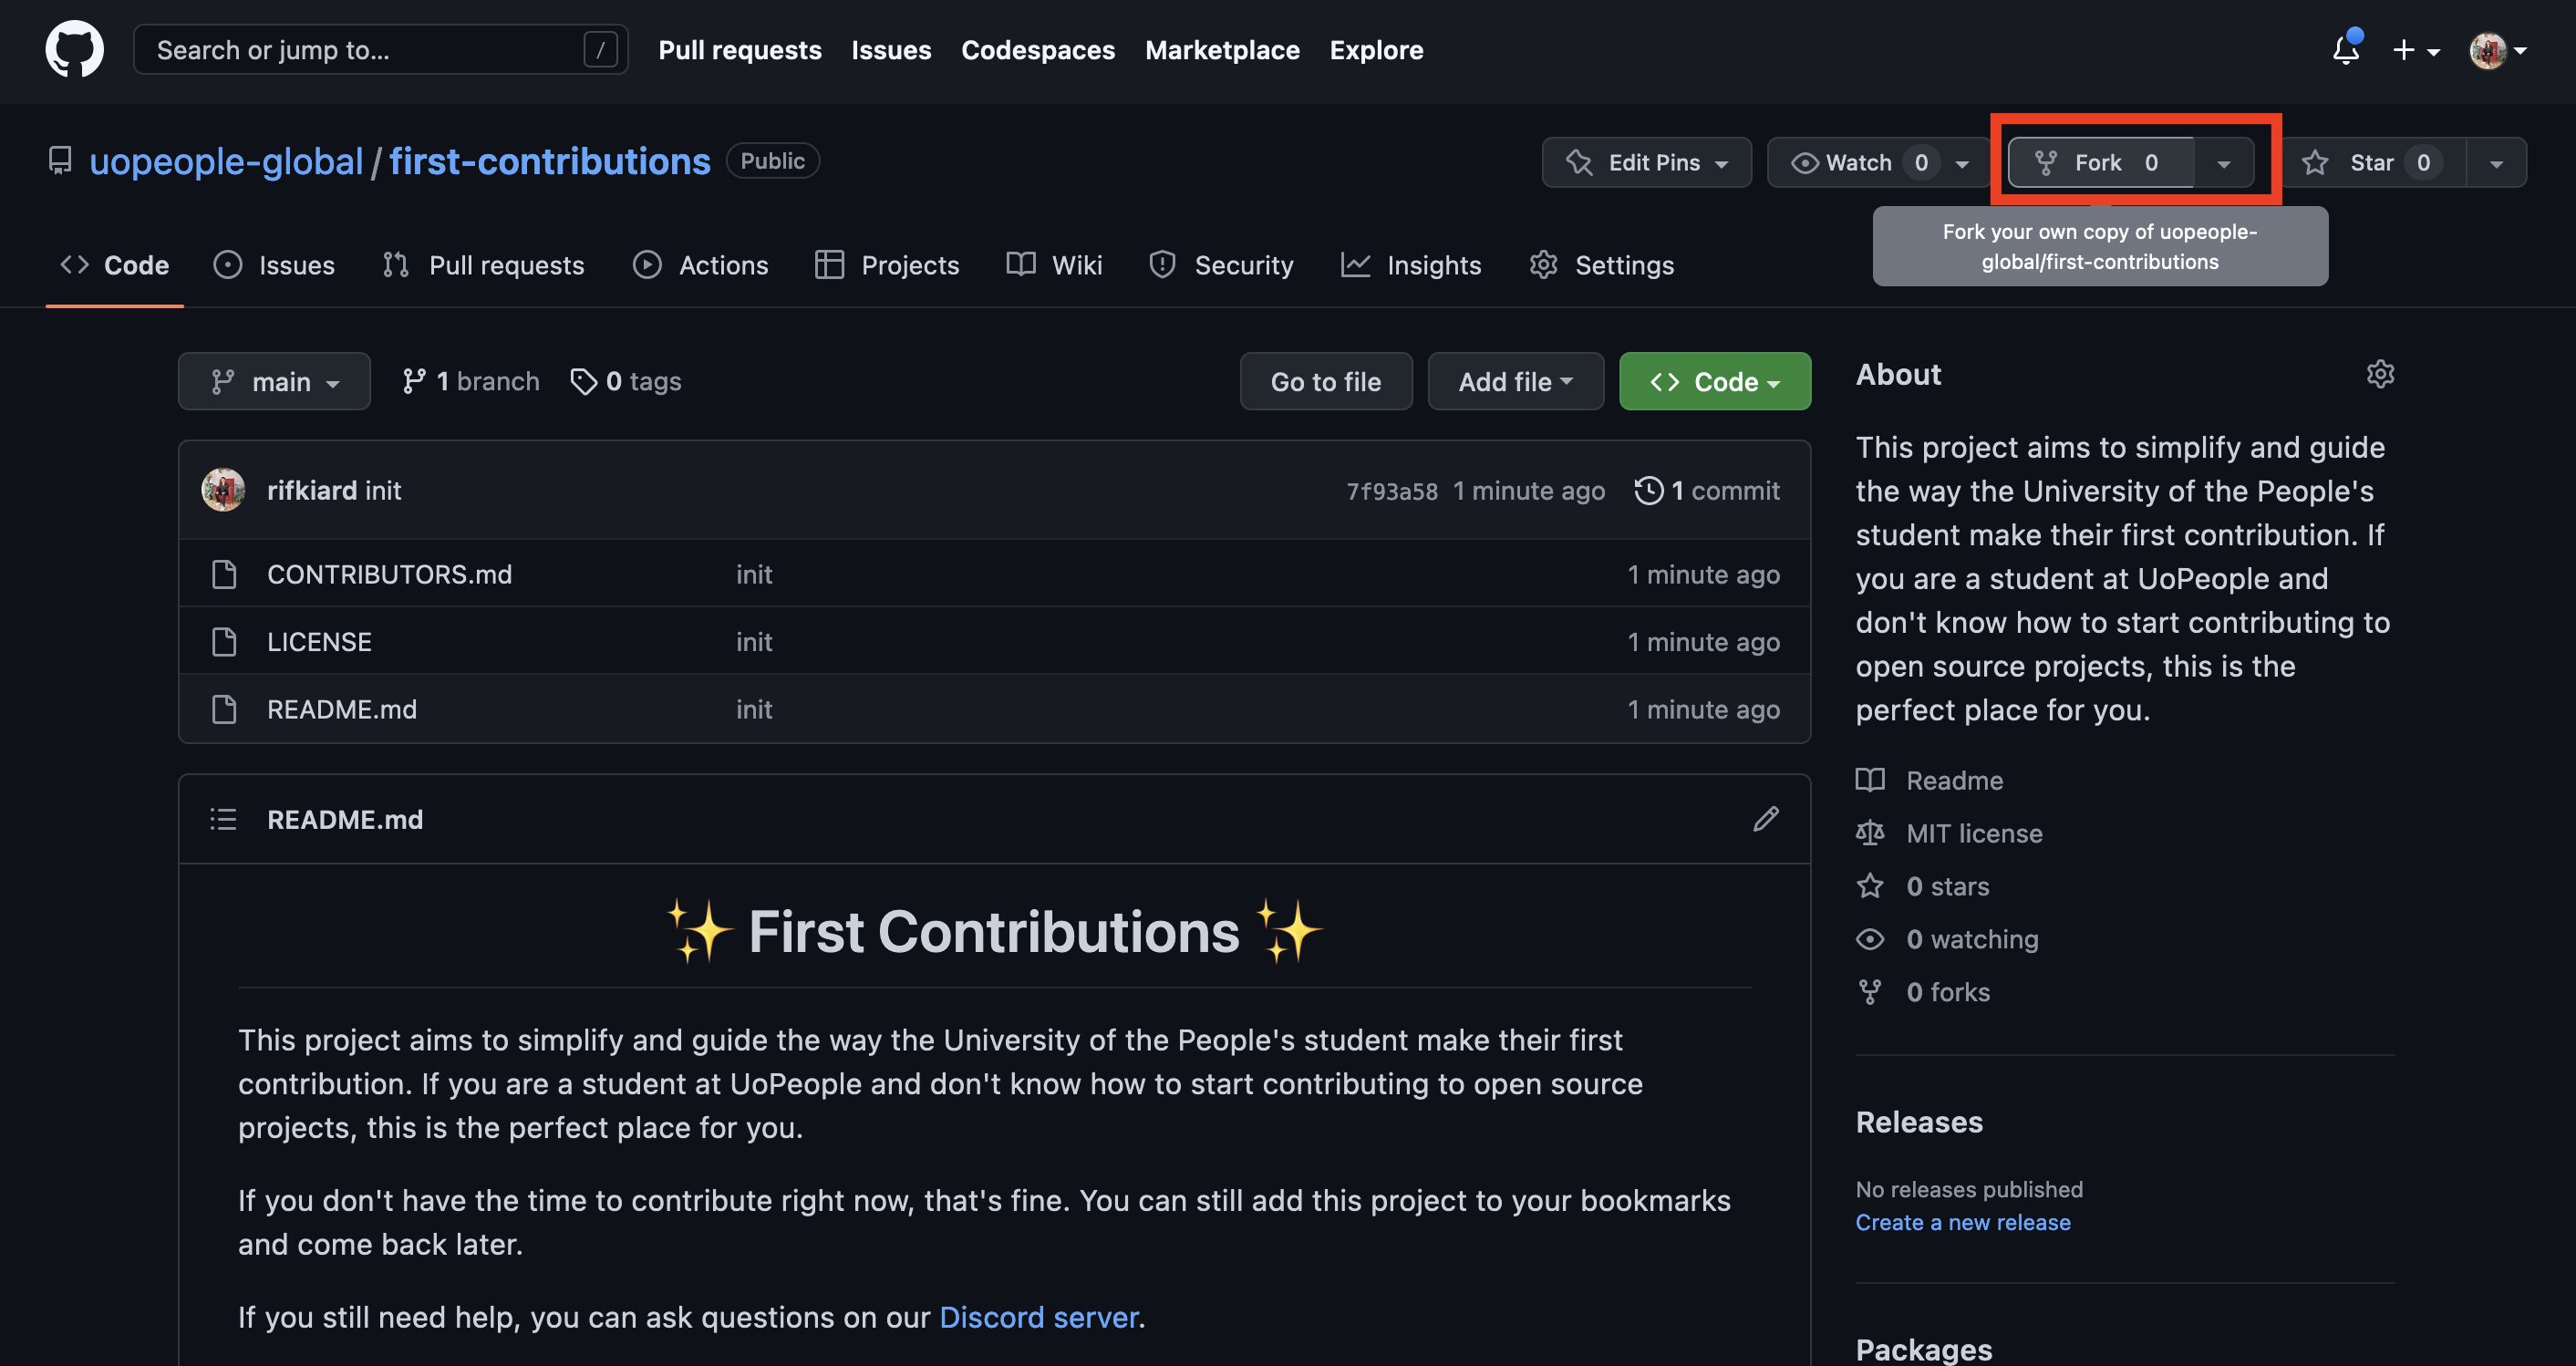 Search or jump to... / Pull requests Issues Codespaces Marketplace Explore
uopeople-global / first-contributions Public Edit Pins Watch 0 Fork 0 Star 0
Fork your own copy of uopeople-
global/first-contributions
Code Issues Pull requests Actions Projects Wiki Security Insights Settings
main 1 branch 0 tags Go to file Add file Code
rifkiard init 7f93a58 1 minute ago 1 commit
CONTRIBUTORS.md init 1 minute ago
LICENSE init 1 minute ago
README.md init 1 minute ago
README.md
✨ First Contributions ✨
This project aims to simplify and guide the way the University of the People's student make their first
contribution. If you are a student at UoPeople and don't know how to start contributing to open source
projects, this is the perfect place for you.
If you don't have the time to contribute right now, that's fine. You can still add this project to your bookmarks
and come back later.
If you still need help, you can ask questions on our Discord server.
About
This project aims to simplify and guide
the way the University of the People's
student make their first contribution. If
you are a student at UoPeople and
don't know how to start contributing to
open source projects, this is the
perfect place for you.
Readme
MIT license
0 stars
0 watching
0 forks
Releases
No releases published
Create a new release
Packages